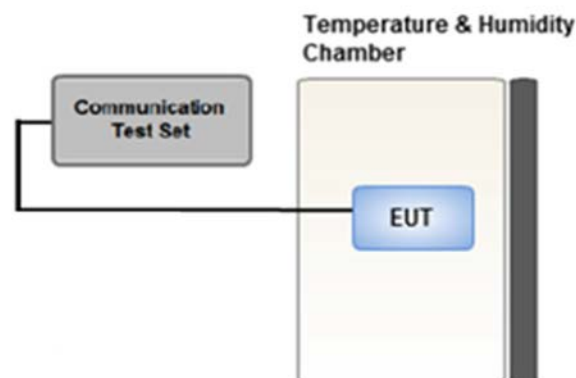 Temperature & Humidity
Chamber
Communication
Test Set
EUT